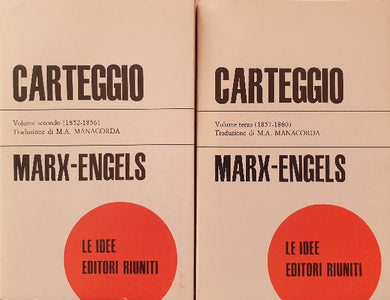 CARTEGGIO
Volume secondo (1852-1856)
Traduzione di M.A. MANACORDA
MARX-ENGELS
LE IDEE
EDITORI RIUNITI
CARTEGGIO
Volume terzo (1857-1860)
Traduzione di M.A. MANACORDA
MARX-ENGELS
LE IDEE
EDITORI RIUNITI